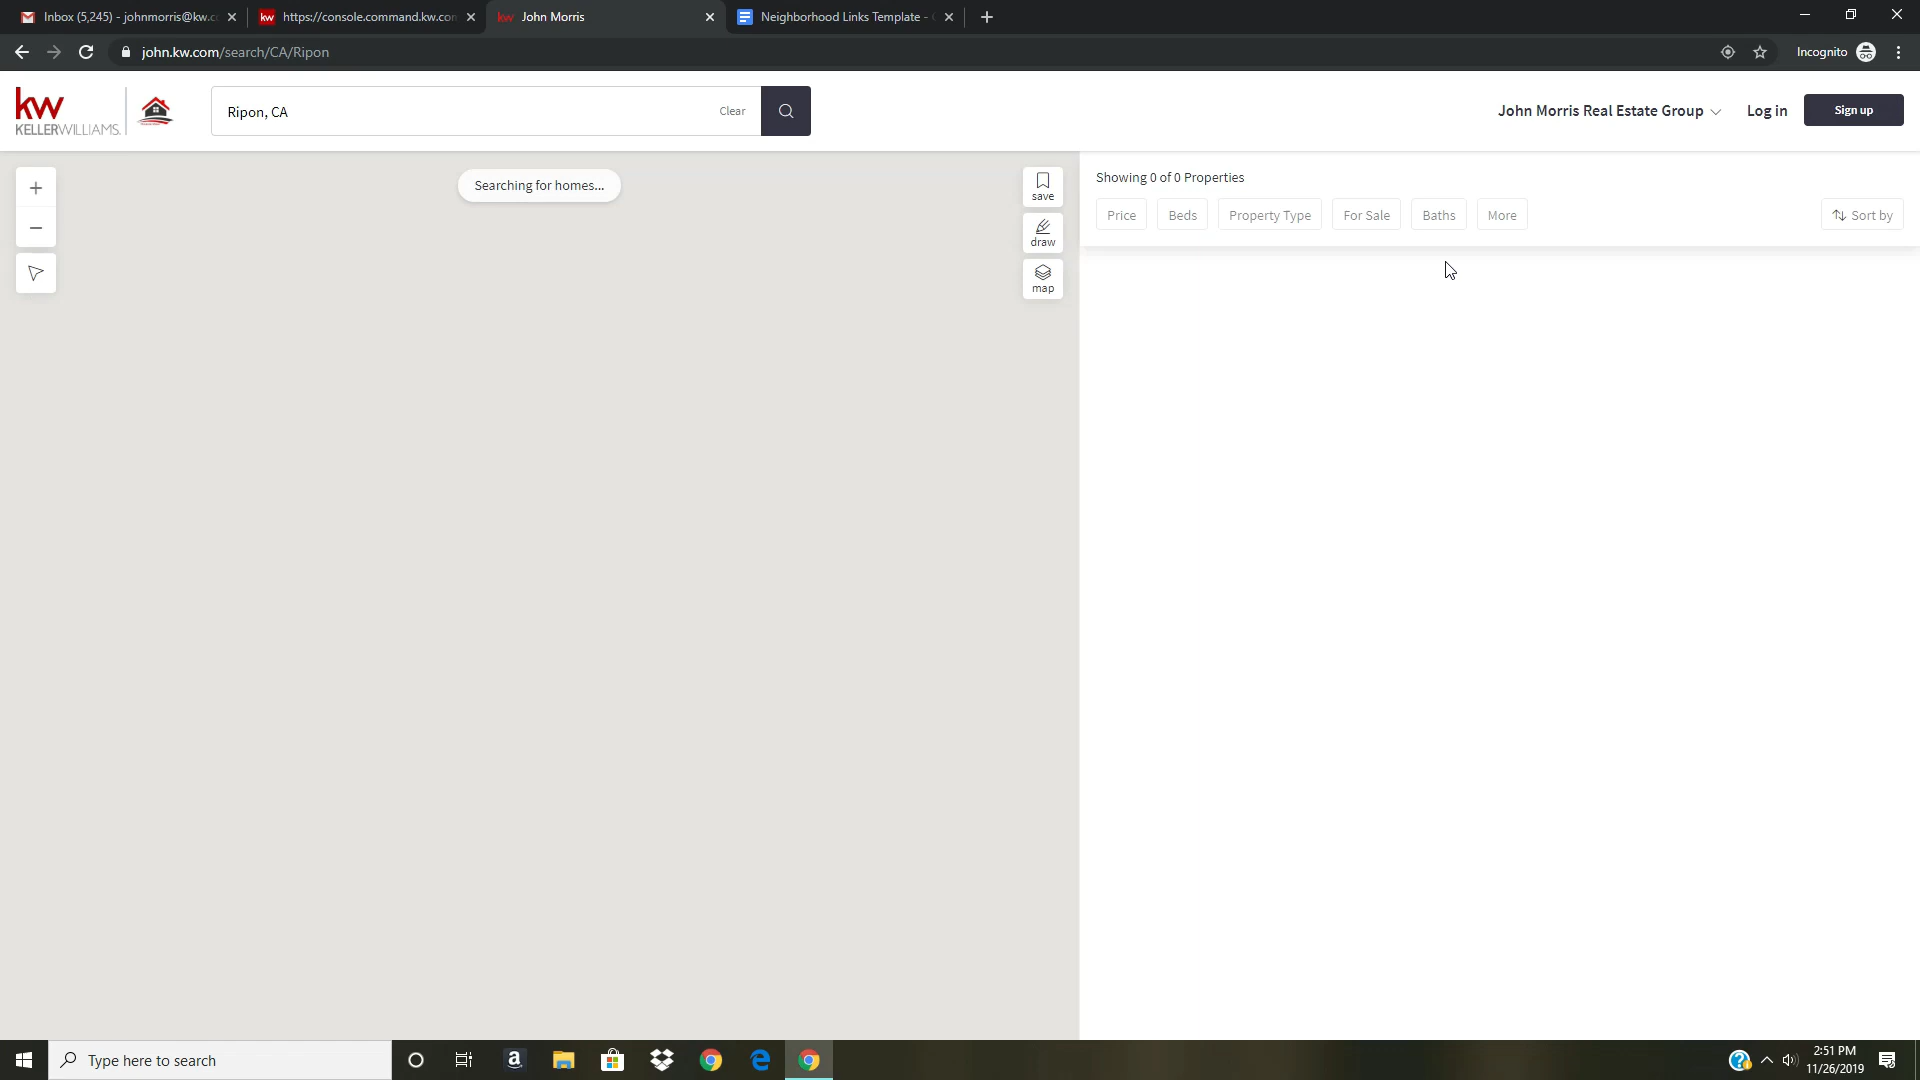 Inbox (5,245) - johnmorris@kw.c
https://console.command.kw.con
John Morris
Neighborhood Links Template -
john.kw.com/search/CA/Ripon
Incognito
kw
KELLERWILLIAMS.
Ripon, CA
Clear
John Morris Real Estate Group
Log in
Sign up
Searching for homes...
save
draw
map
Showing 0 of 0 Properties
Price
Beds
Property Type
For Sale
Baths
More
Sort by
Type here to search
2:51 PM
11/26/2019